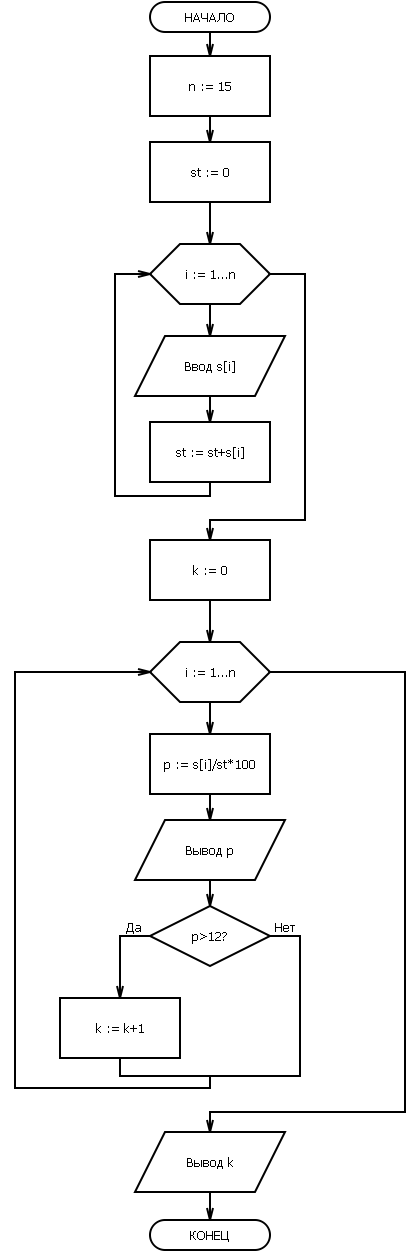 НАЧАЛО
n := 15
st := 0
i := 1...n
Ввод s[i]
st := st+s[i]
k := 0
i := 1...n
p := s[i]/st*100
Вывод p
Да
p>12?
Нет
k := k+1
Вывод k
КОНЕЦ